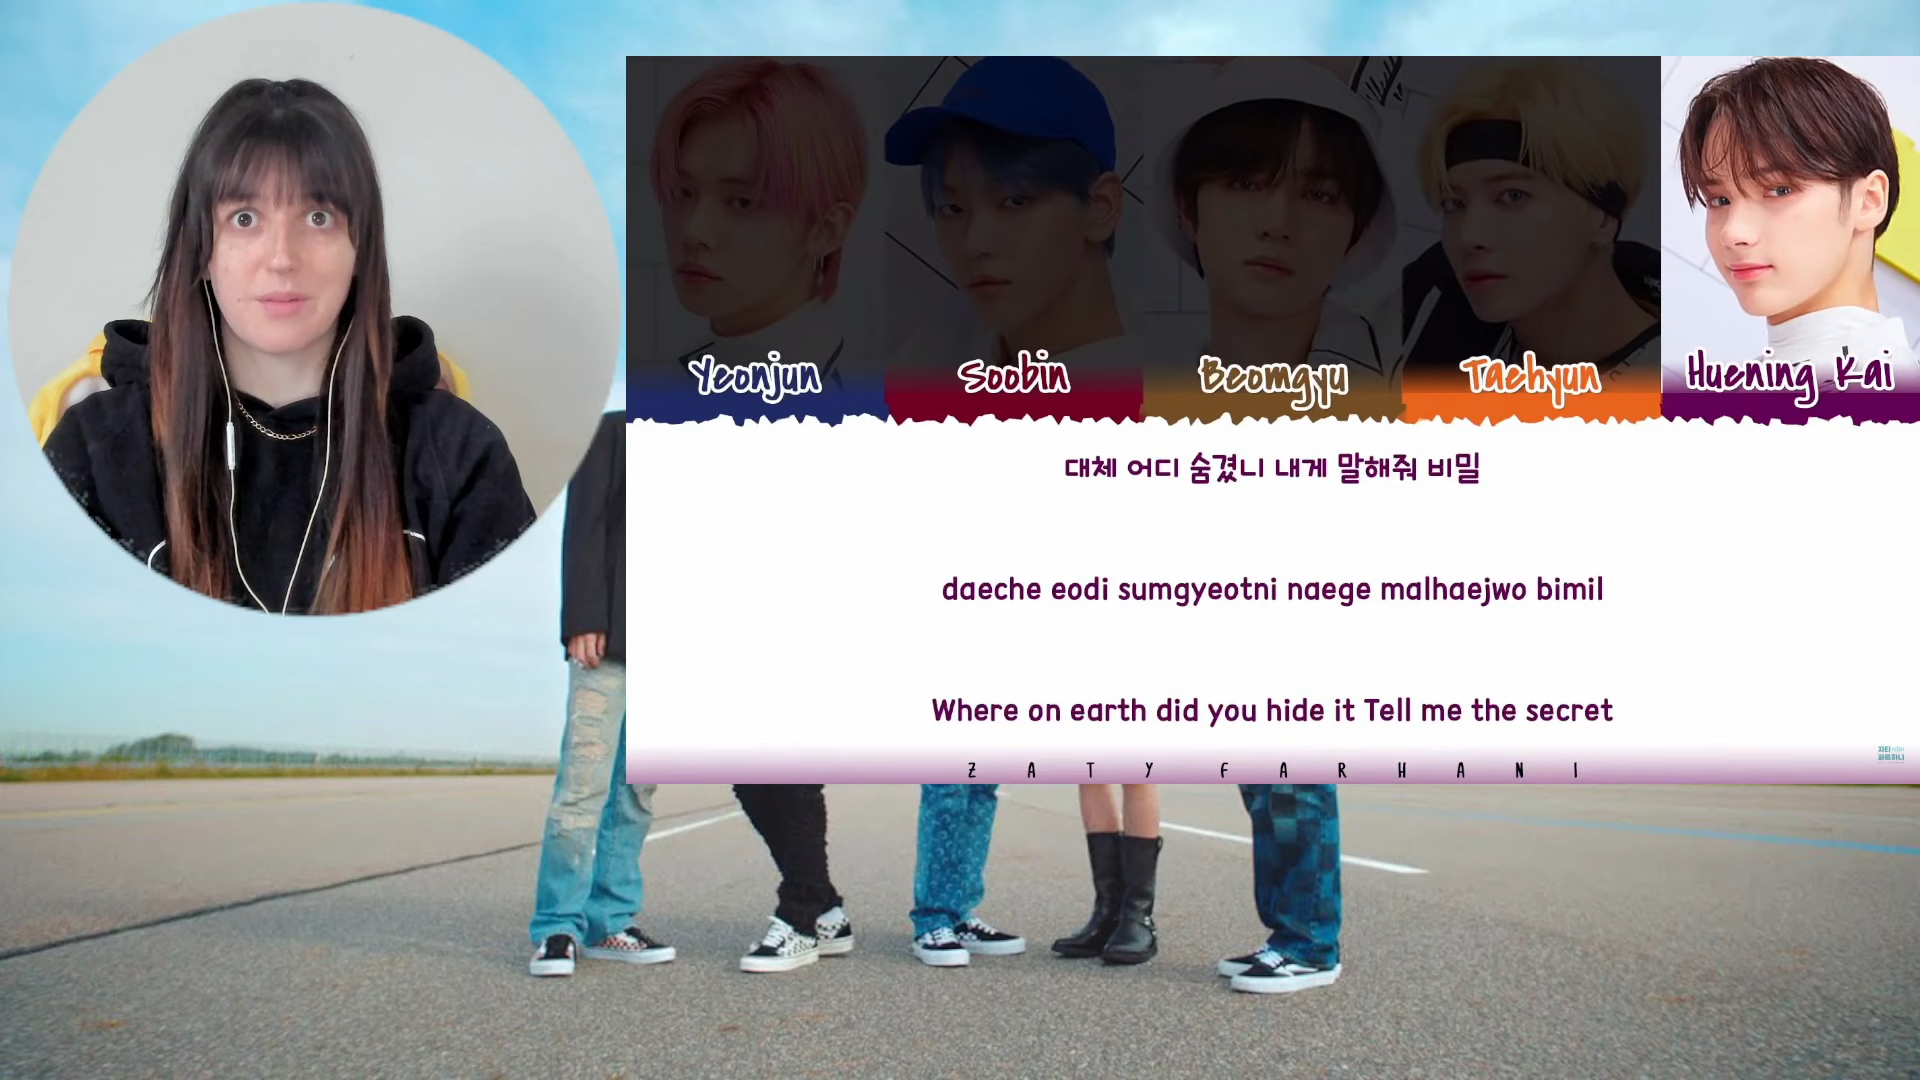 Yeonjun
Soobin
Beomgyu
Taehyun
Huening Kai
대체 어디 숨겼니 내게 말해줘 비밀
daeche eodi sumgyeotni naege malhaejwo bimil
Where on earth did you hide it Tell me the secret
Z A T Y F A R H A N I